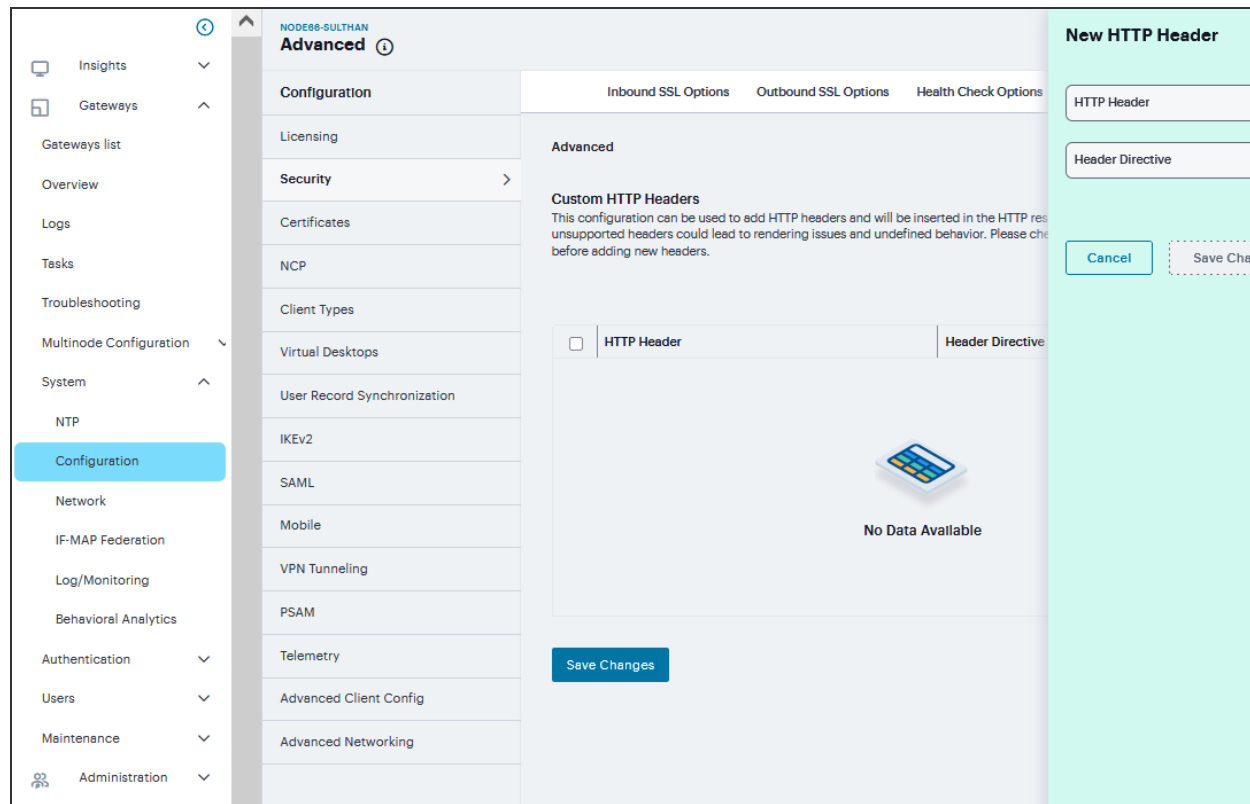 Insights
Gateways
Gateways list
Overview
Logs
Tasks
Troubleshooting
Multinode Configuration
System
NTP
Configuration
Network
IF-MAP Federation
Log/Monitoring
Behavioral Analytics
Authentication
Users
Maintenance
Administration
NODE66-SULTHAN
Advanced
Configuration
Licensing
Security
Certificates
NCP
Client Types
Virtual Desktops
User Record Synchronization
IKEv2
SAML
Mobile
VPN Tunneling
PSAM
Telemetry
Advanced Client Config
Advanced Networking
Inbound SSL Options Outbound SSL Options Health Check Options
Advanced
Custom HTTP Headers
This configuration can be used to add HTTP headers and will be inserted in the HTTP res
unsupported headers could lead to rendering issues and undefined behavior. Please che
before adding new headers.
HTTP Header Header Directive
No Data Available
Save Changes
New HTTP Header
HTTP Header
Header Directive
Cancel Save Cha